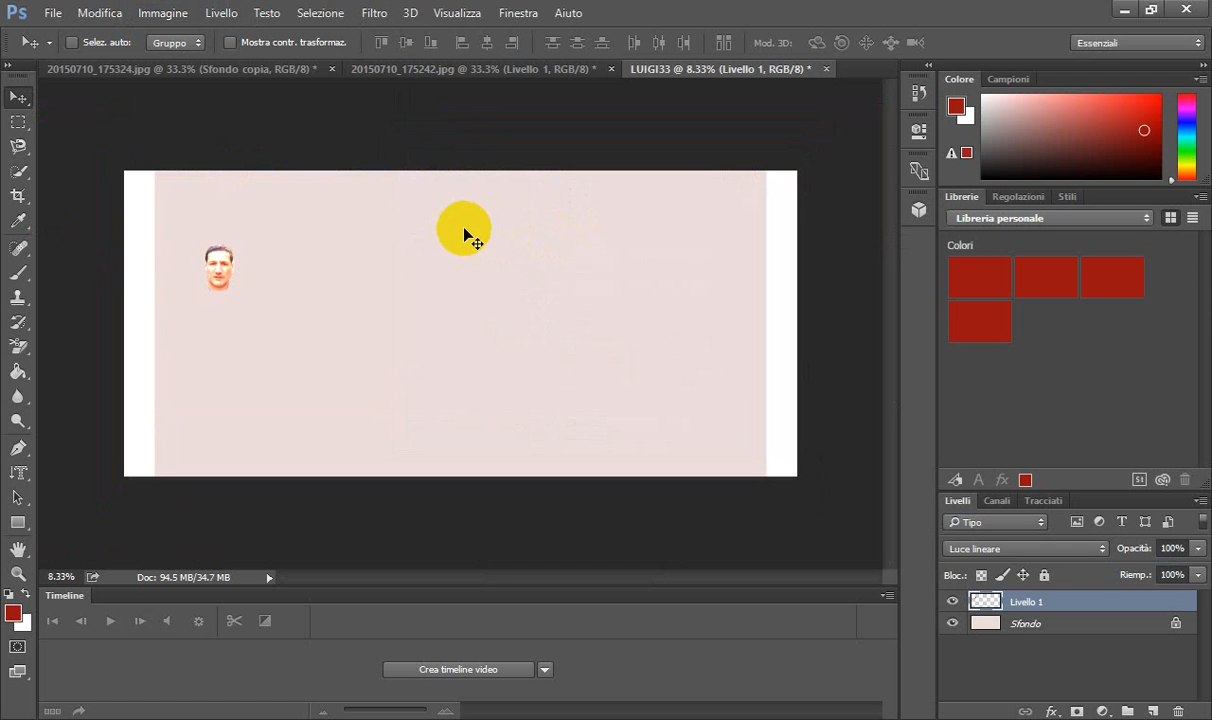 Ps File Modifica Immagine Livello Testo Selezione Filtro 3D Visualizza Finestra Aiuto
Selez. auto: Gruppo Mostra contr. trasformaz. Mod. 3D: Essenziali
20150710_175324.jpg @ 33.3% (Sfondo copia, RGB/8) * × 20150710_175242.jpg @ 33.3% (Livello 1, RGB/8) * × LUIGI33 @ 8.33% (Livello 1, RGB/8) * ×
Colore Campioni
Librerie Regolazioni Stili
Libreria personale
Colori
St
Livelli Canali Tracciati
Tipo
Luce lineare Opacità: 100%
Bloc.: Riemp.: 100%
Livello 1
Sfondo
8.33% Doc: 94.5 MB/34.7 MB
Timeline
Crea timeline video